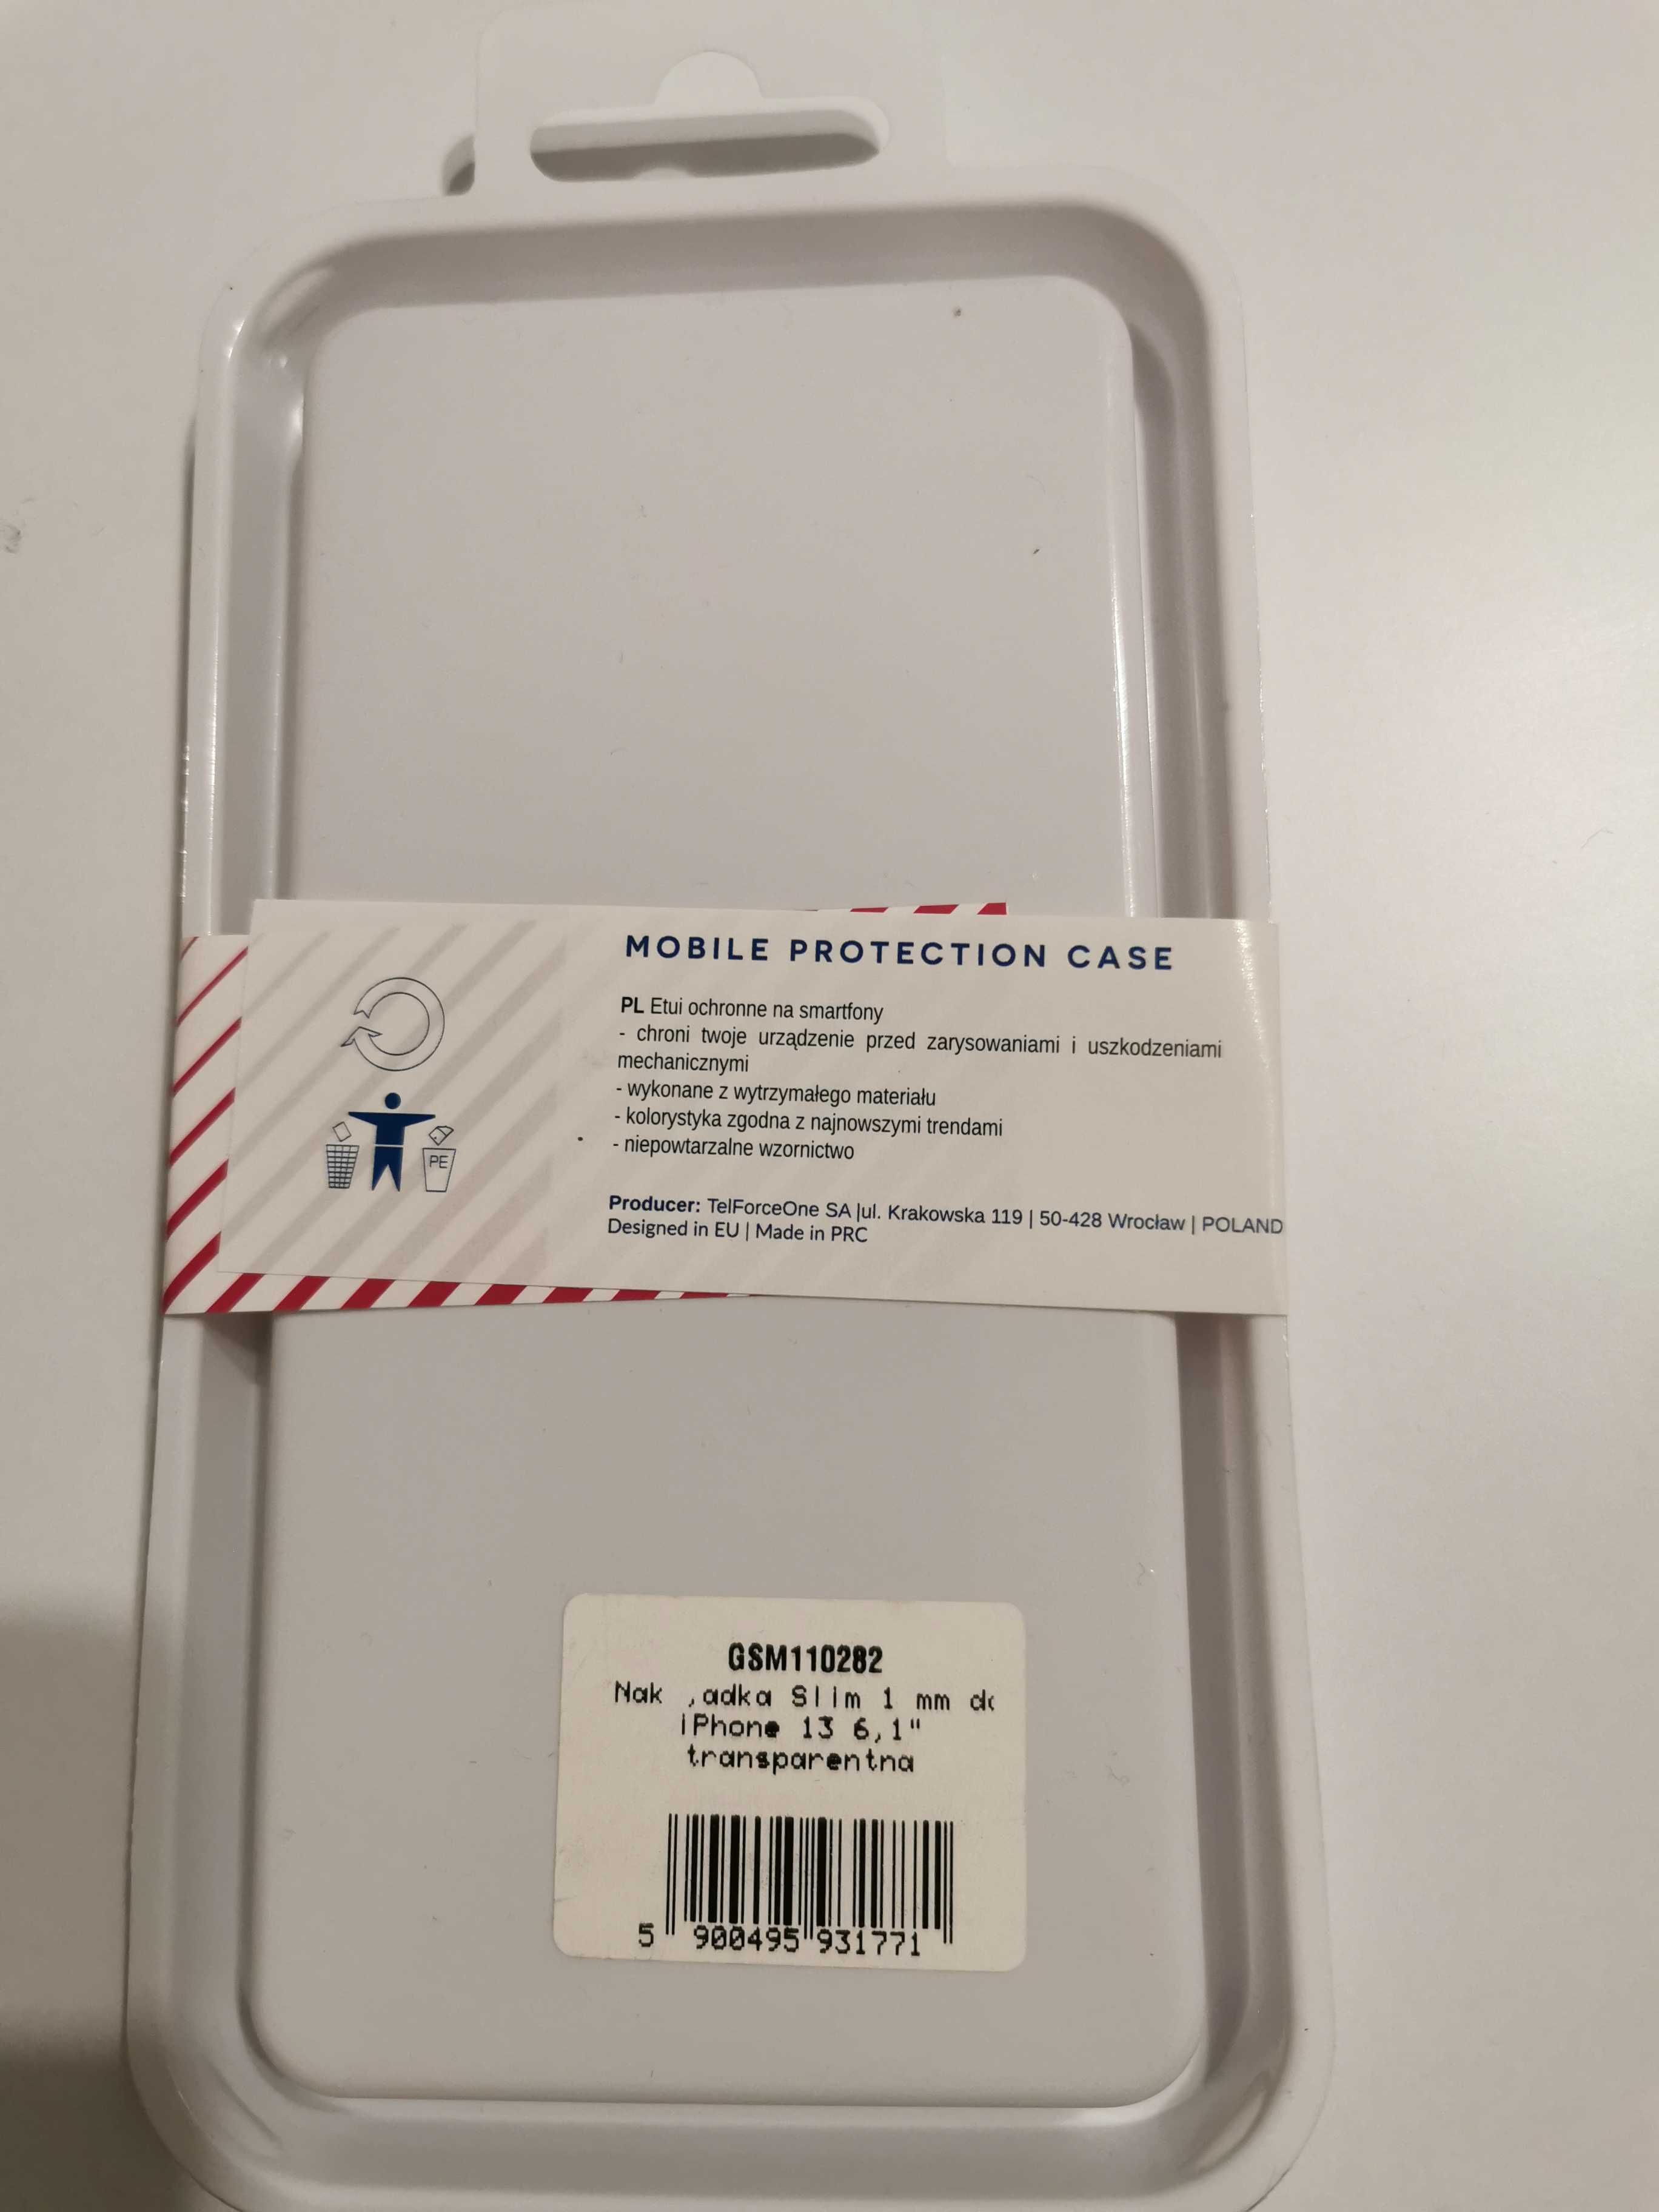 MOBILE PROTECTION CASE
PL Etui ochronne na smartfony
- chroni twoje urządzenie przed zarysowaniami i uszkodzeniami
mechanicznymi
- wykonane z wytrzymałego materiału
- kolorystyka zgodna z najnowszymi trendami
- niepowtarzalne wzornictwo
PE
Producer: TelForceOne SA |ul. Krakowska 119 | 50-428 Wrocław | POLAND
Designed in EU | Made in PRC
GSM110282
Nak ,adka Slim 1 mm
iPhone 13 6,1"
transparentna
5 900495 931771